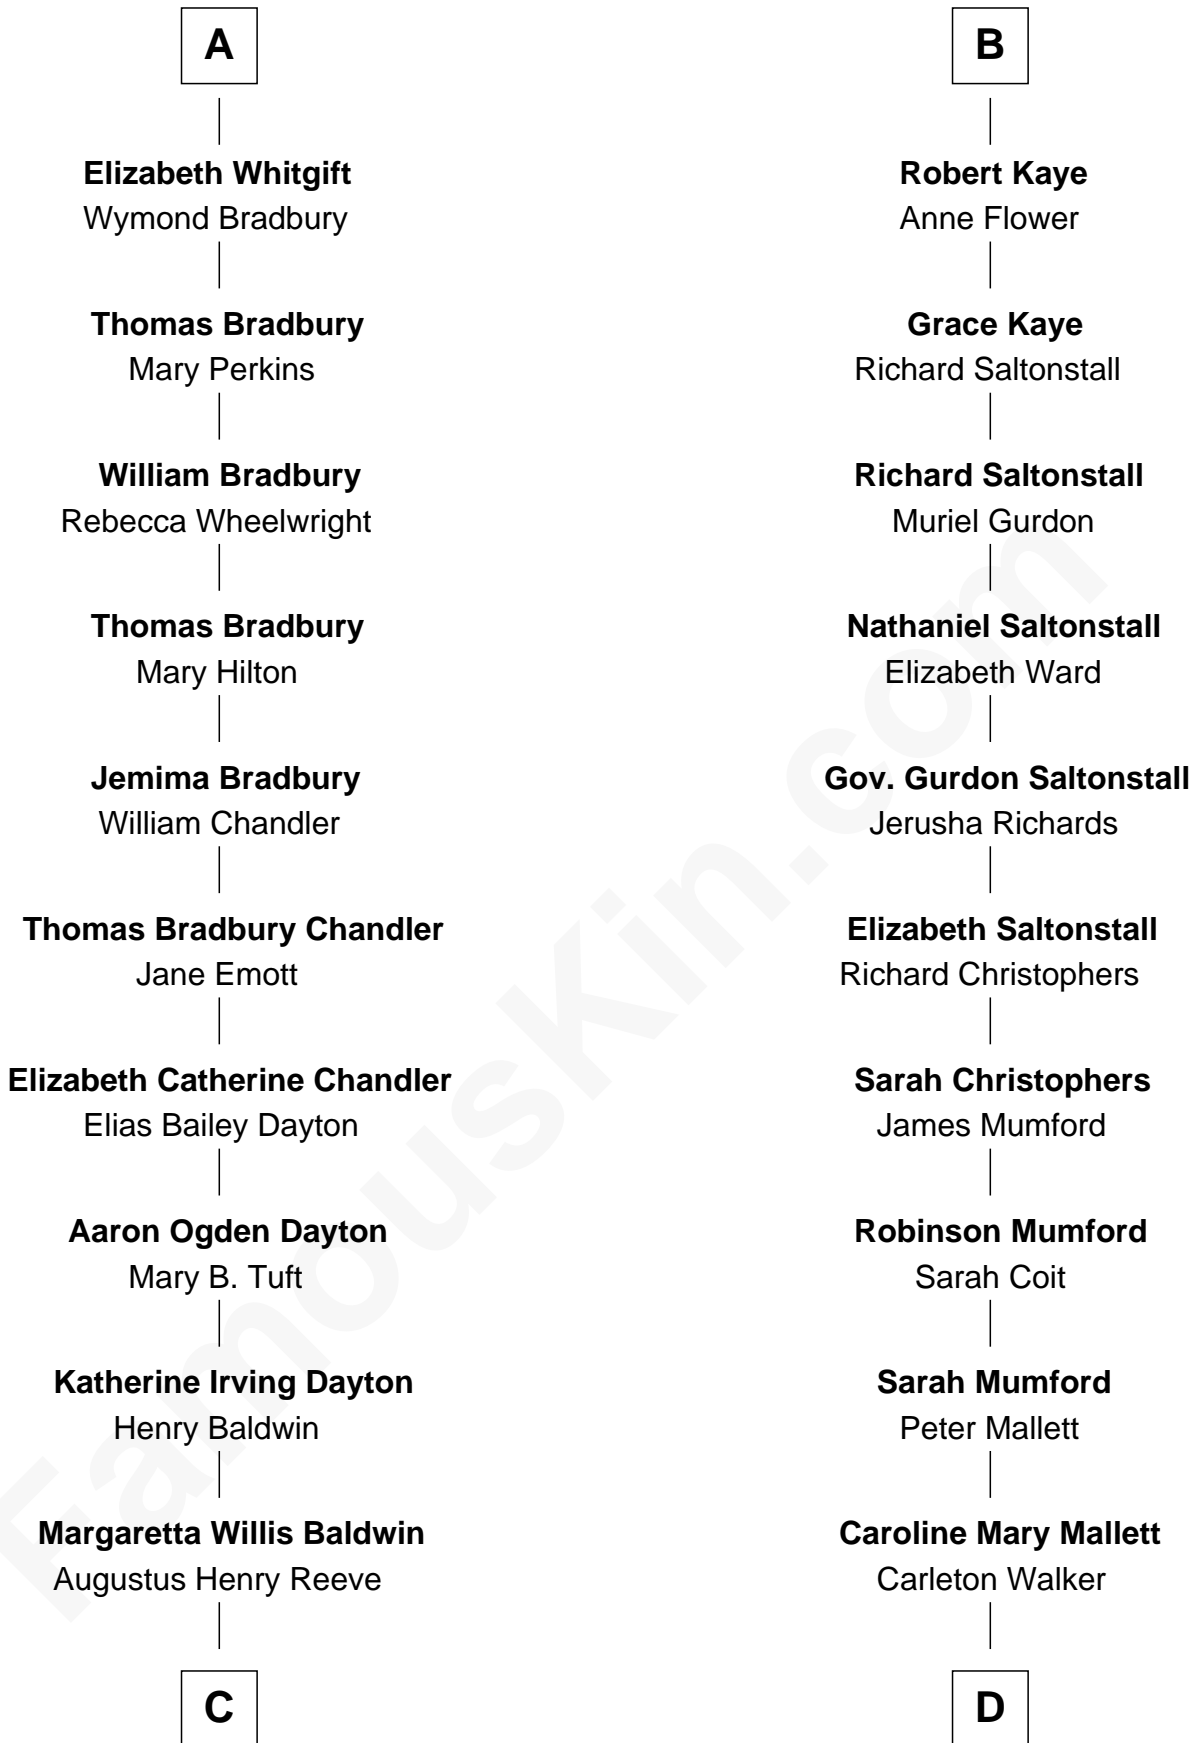 A
Elizabeth Whitgift
Wymond Bradbury
Thomas Bradbury
Mary Perkins
William Bradbury
Rebecca Wheelwright
Thomas Bradbury
Mary Hilton
Jemima Bradbury
William Chandler
Thomas Bradbury Chandler
Jane Emott
Elizabeth Catherine Chandler
Elias Bailey Dayton
Aaron Ogden Dayton
Mary B. Tuft
Katherine Irving Dayton
Henry Baldwin
Margaretta Willis Baldwin
Augustus Henry Reeve
C
B
Robert Kaye
Anne Flower
Grace Kaye
Richard Saltonstall
Richard Saltonstall
Muriel Gurdon
Nathaniel Saltonstall
Elizabeth Ward
Gov. Gurdon Saltonstall
Jerusha Richards
Elizabeth Saltonstall
Richard Christophers
Sarah Christophers
James Mumford
Robinson Mumford
Sarah Coit
Sarah Mumford
Peter Mallett
Caroline Mary Mallett
Carleton Walker
D
FamousKin.com